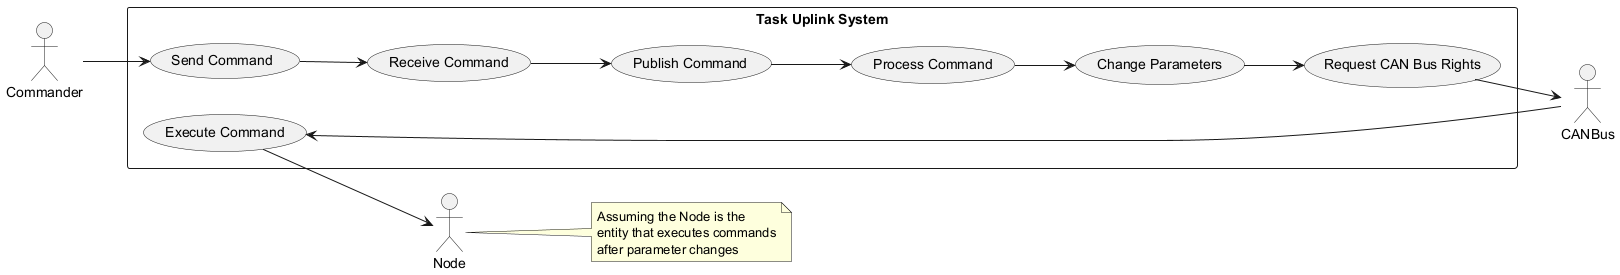 Task Uplink System
Commander
Send Command
Receive Command
Publish Command
Process Command
Change Parameters
Request CAN Bus Rights
CANBus
Execute Command
Node
Assuming the Node is the
entity that executes commands
after parameter changes